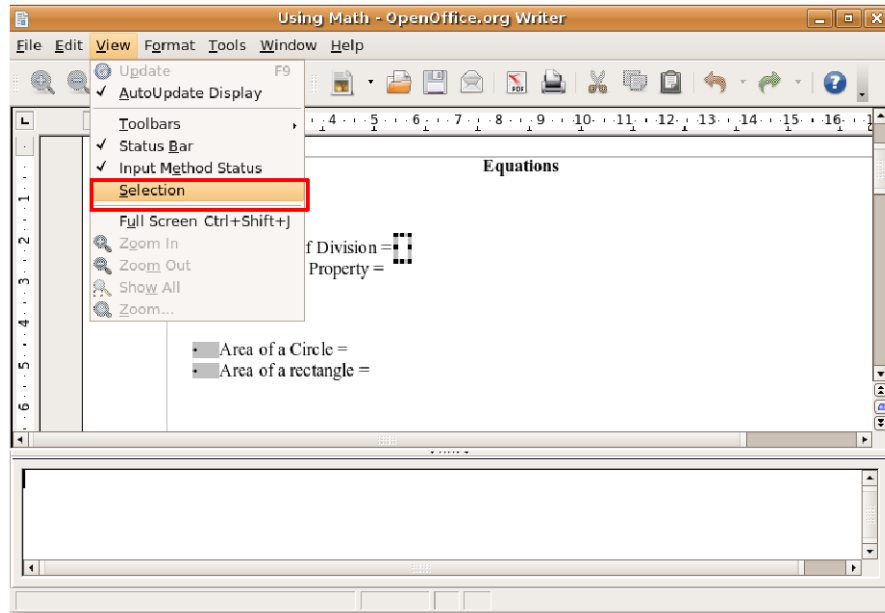 Using Math - OpenOffice.org Writer
File Edit View Format Tools Window Help
Update F9
AutoUpdate Display
Toolbars
Status Bar
Input Method Status
Selection
Full Screen Ctrl+Shift+J
Zoom In
Zoom Out
Show All
Zoom...
4 5 6 7 8 9 10 11 12 13 14 15 16
1
2
3
4
5
6
Equations
f Division =
Property =
Area of a Circle =
Area of a rectangle =